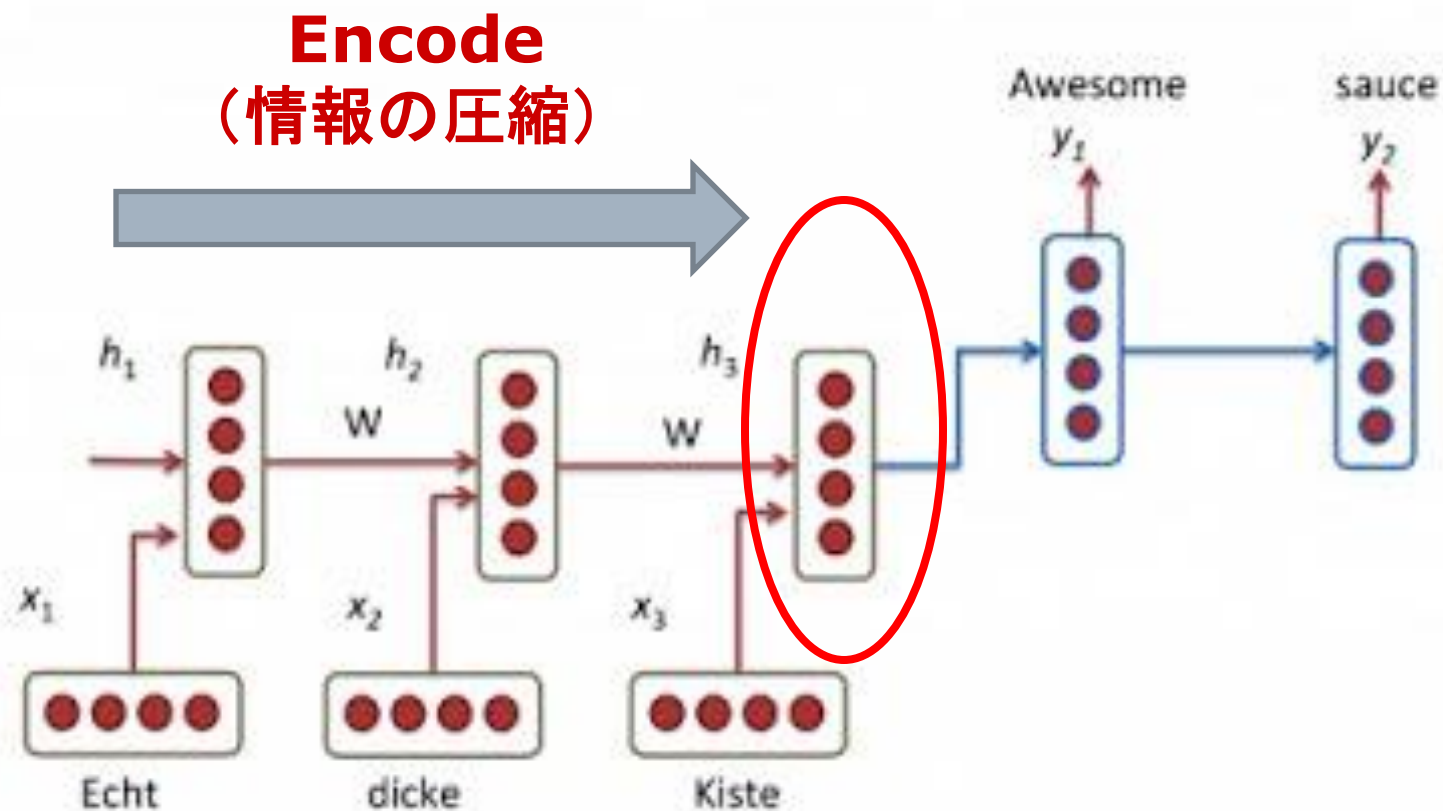 Encode
（情報の圧縮）
Awesome
sauce
y1
y2
h1
h2
h3
W
W
x1
x2
x3
Echt
dicke
Kiste